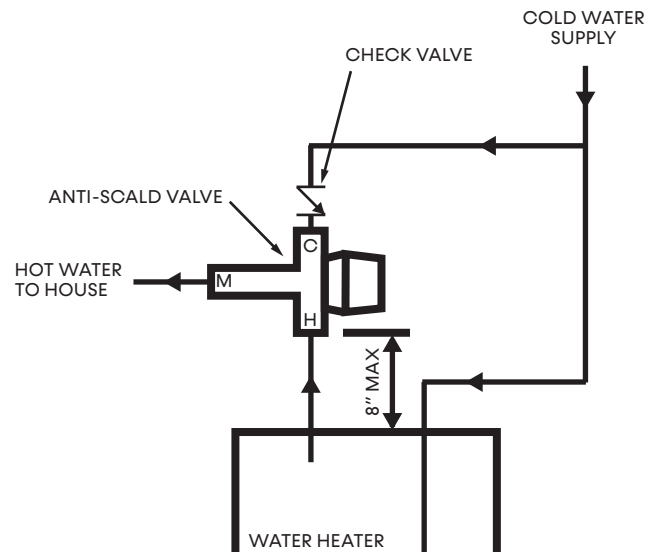 COLD WATER
SUPPLY
CHECK VALVE
ANTI-SCALD VALVE
C
HOT WATER
TO HOUSE
M
H
8” MAX
WATER HEATER